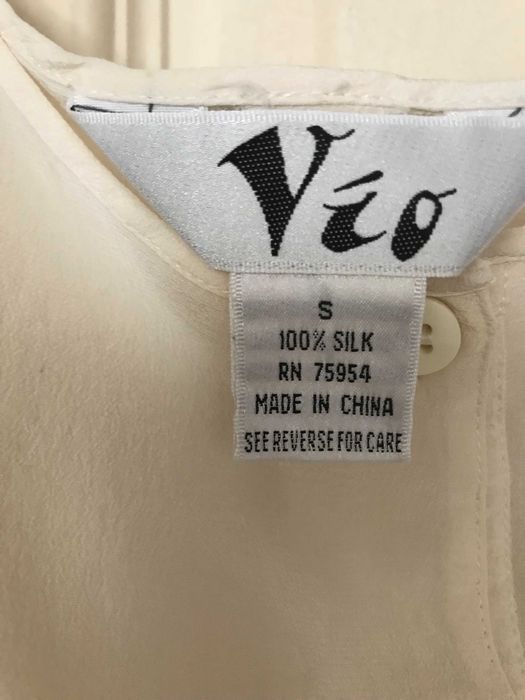 Vío
S
100% SILK
RN 75954
MADE IN CHINA
SEE REVERSE FOR CARE